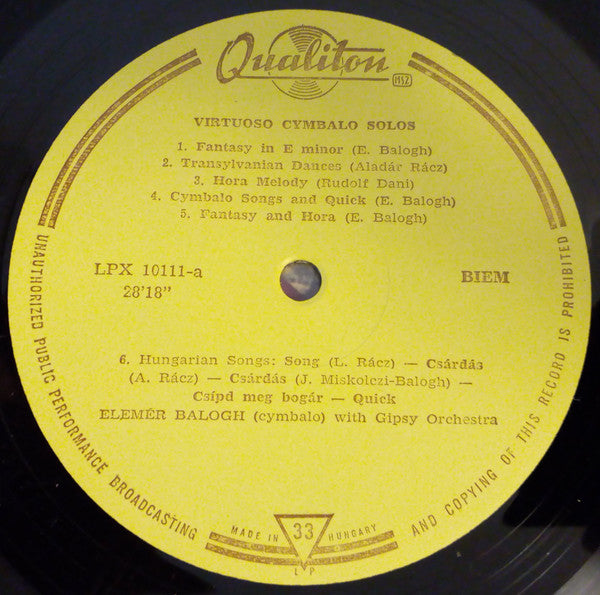 Qualiton
MSZ
VIRTUOSO CYMBALO SOLOS
1. Fantasy in E minor (E. Balogh)
2. Transylvanian Dances (Aladár Rácz)
3. Hora Melody (Rudolf Dani)
4. Cymbalo Songs and Quick (E. Balogh)
5. Fantasy and Hora (E. Balogh)
LPX 10111-a
28'18"
BIEM
6. Hungarian Songs: Song (L. Rácz) — Csárdás
(A. Rácz) — Csárdás (J. Miskolczi-Balogh) —
Csípd meg bogár — Quick
ELEMÉR BALOGH (cymbalo) with Gipsy Orchestra
UNAUTHORIZED PUBLIC PERFORMANCE BROADCASTING
AND COPYING OF THIS RECORD IS PROHIBITED
MADE IN 33 HUNGARY
LP